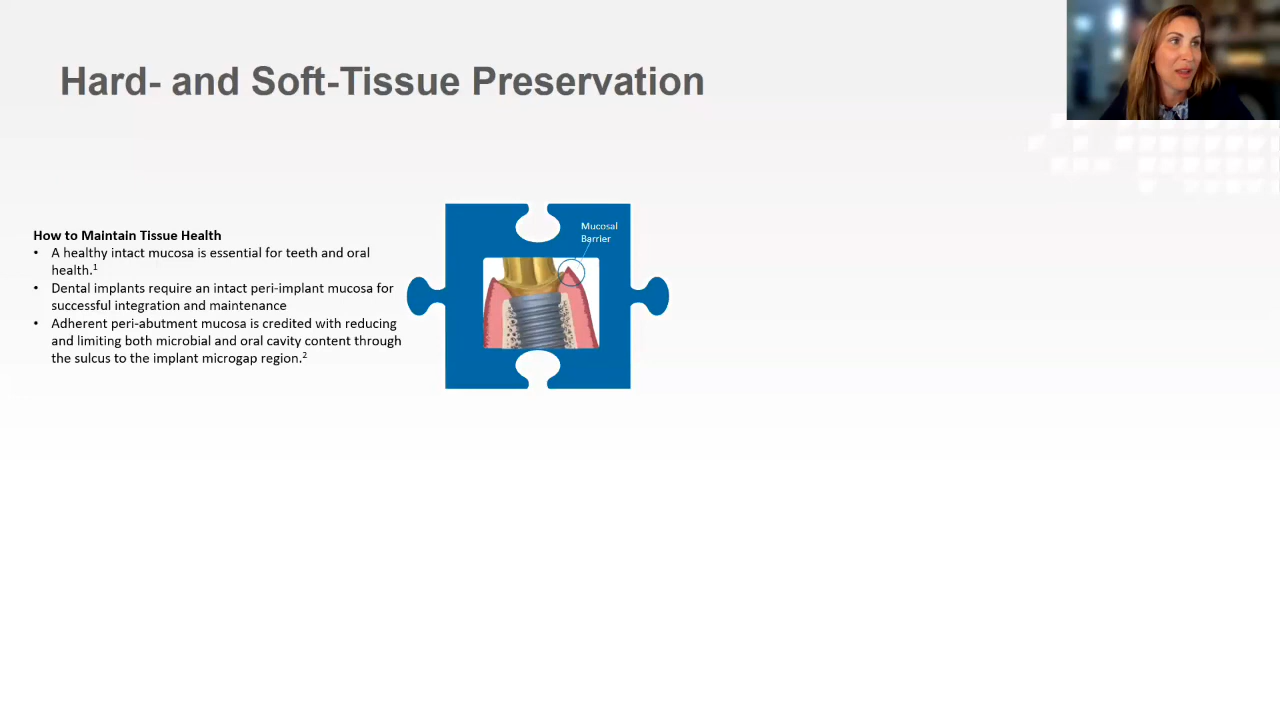 Hard- and Soft-Tissue Preservation
How to Maintain Tissue Health
• A healthy intact mucosa is essential for teeth and oral
health.1
• Dental implants require an intact peri-implant mucosa for
successful integration and maintenance
• Adherent peri-abutment mucosa is credited with reducing
and limiting both microbial and oral cavity content through
the sulcus to the implant microgap region.2
Mucosal
Barrier